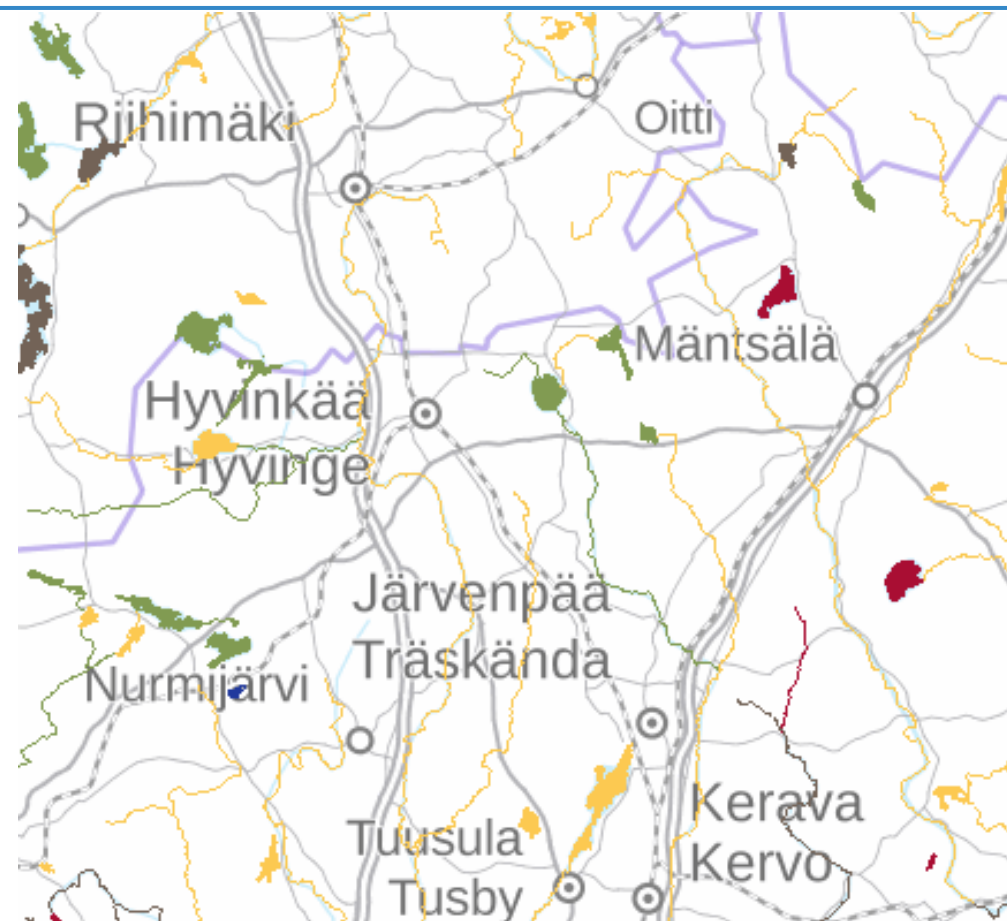 Oitti
Riihimäki
Mäntsälä
Hyvinkää
Hyvinge
Järvenpää
Träskända
Nurmijärvi
Kerava
Kervo
Tuusula
Tusby